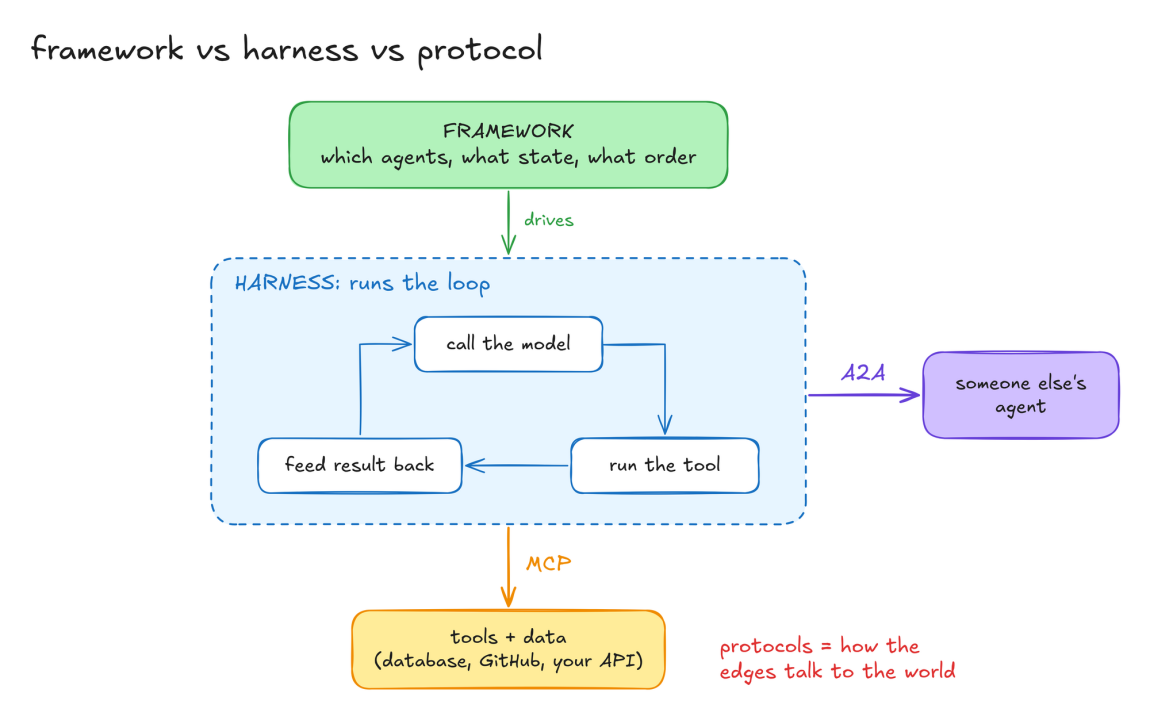 framework vs harness vs protocol
FRAMEWORK
which agents, what state, what order
drives
HARNESS: runs the loop
call the model
feed result back
run the tool
A2A
someone else's
agent
MCP
tools + data
(database, GitHub, your API)
protocols = how the
edges talk to the world